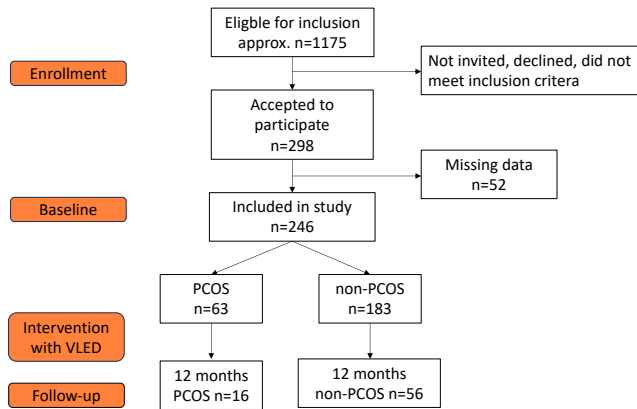 Eligble for inclusion
approx. n=1175
Enrollment
Not invited, declined, did not
meet inclusion critera
Accepted to
participate
n=298
Missing data
n=52
Baseline
Included in study
n=246
PCOS
n=63
non-PCOS
n=183
Intervention
with VLED
12 months
PCOS n=16
12 months
non-PCOS n=56
Follow-up